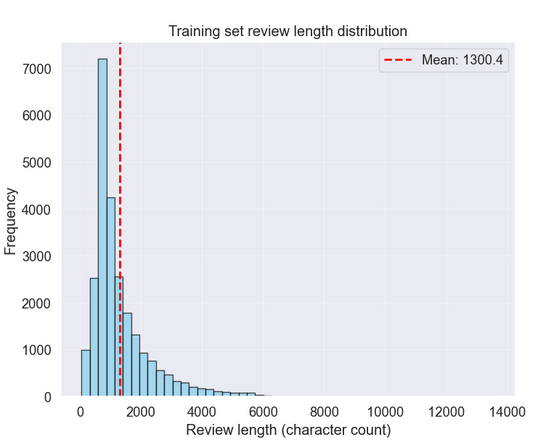 Training set review length distribution
Mean: 1300.4
7000
6000
5000
4000
3000
2000
1000
0
Frequency
0 2000 4000 6000 8000 10000 12000 14000
Review length (character count)